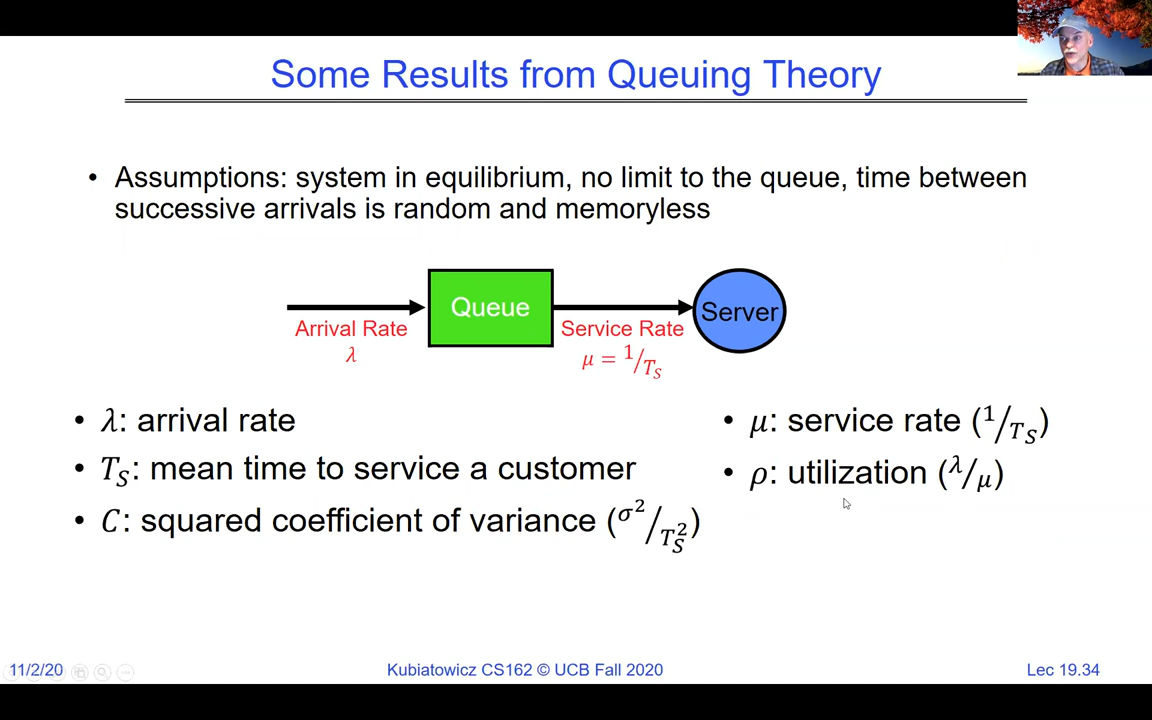 Some Results from Queuing Theory
• Assumptions: system in equilibrium, no limit to the queue, time between
successive arrivals is random and memoryless
Queue
Server
Arrival Rate
λ
Service Rate
μ = 1/T_S
• λ: arrival rate
• T_S: mean time to service a customer
• C: squared coefficient of variance (σ²/T_S²)
• μ: service rate (1/T_S)
• ρ: utilization (λ/μ)
11/2/20
Kubiatowicz CS162 © UCB Fall 2020
Lec 19.34